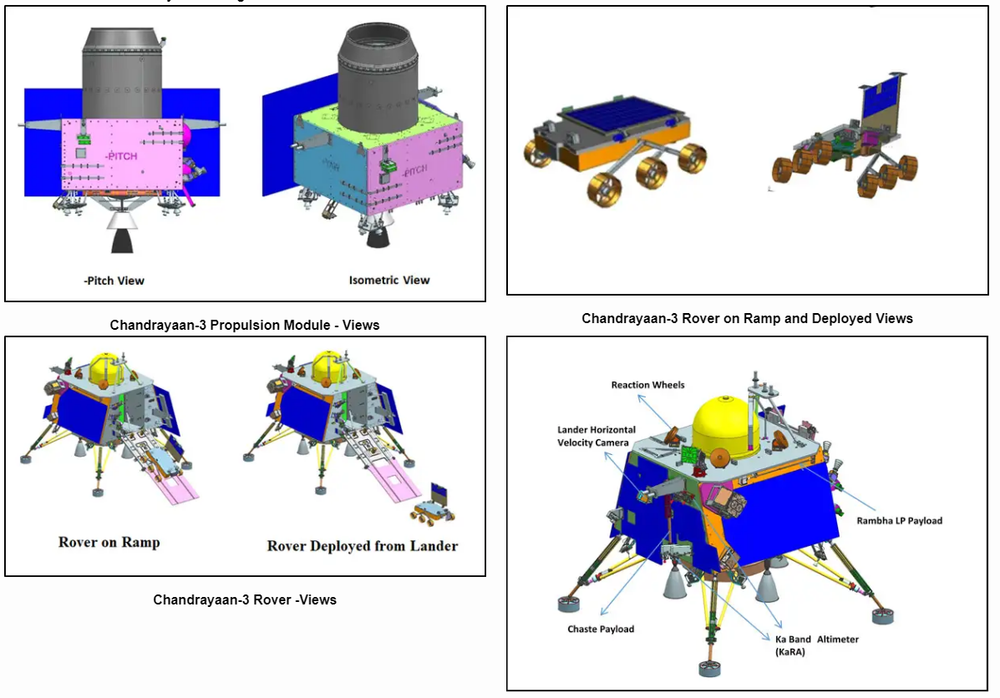 -PITCH
-PITCH
-Pitch View
Isometric View
Chandrayaan-3 Propulsion Module - Views
Chandrayaan-3 Rover on Ramp and Deployed Views
Rover on Ramp
Rover Deployed from Lander
Chandrayaan-3 Rover -Views
Reaction Wheels
Lander Horizontal
Velocity Camera
Rambha LP Payload
Chaste Payload
Ka Band Altimeter
(KaRA)